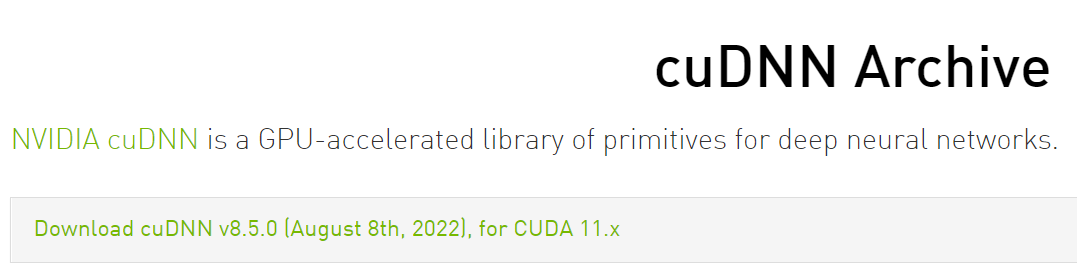 cuDNN Archive
NVIDIA cuDNN is a GPU-accelerated library of primitives for deep neural networks.
Download cuDNN v8.5.0 (August 8th, 2022), for CUDA 11.x